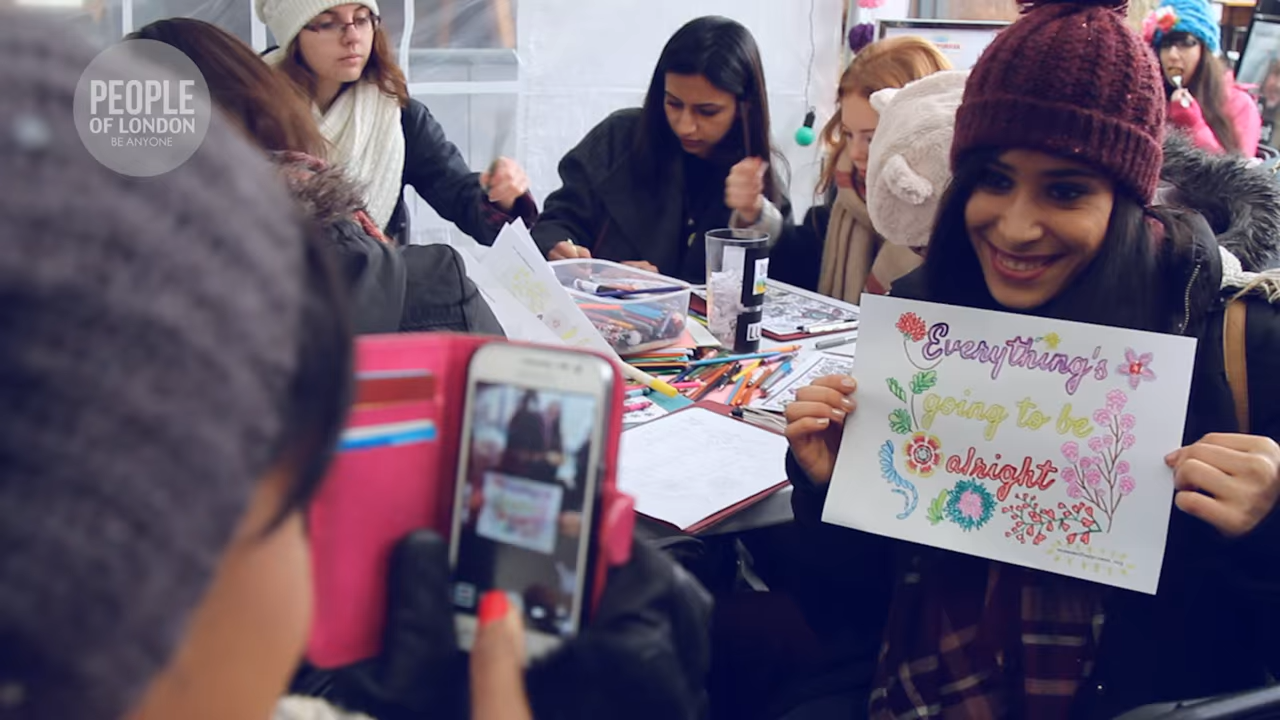 PEOPLE
OF LONDON
BE ANYONE
Everything's
going to be
alright